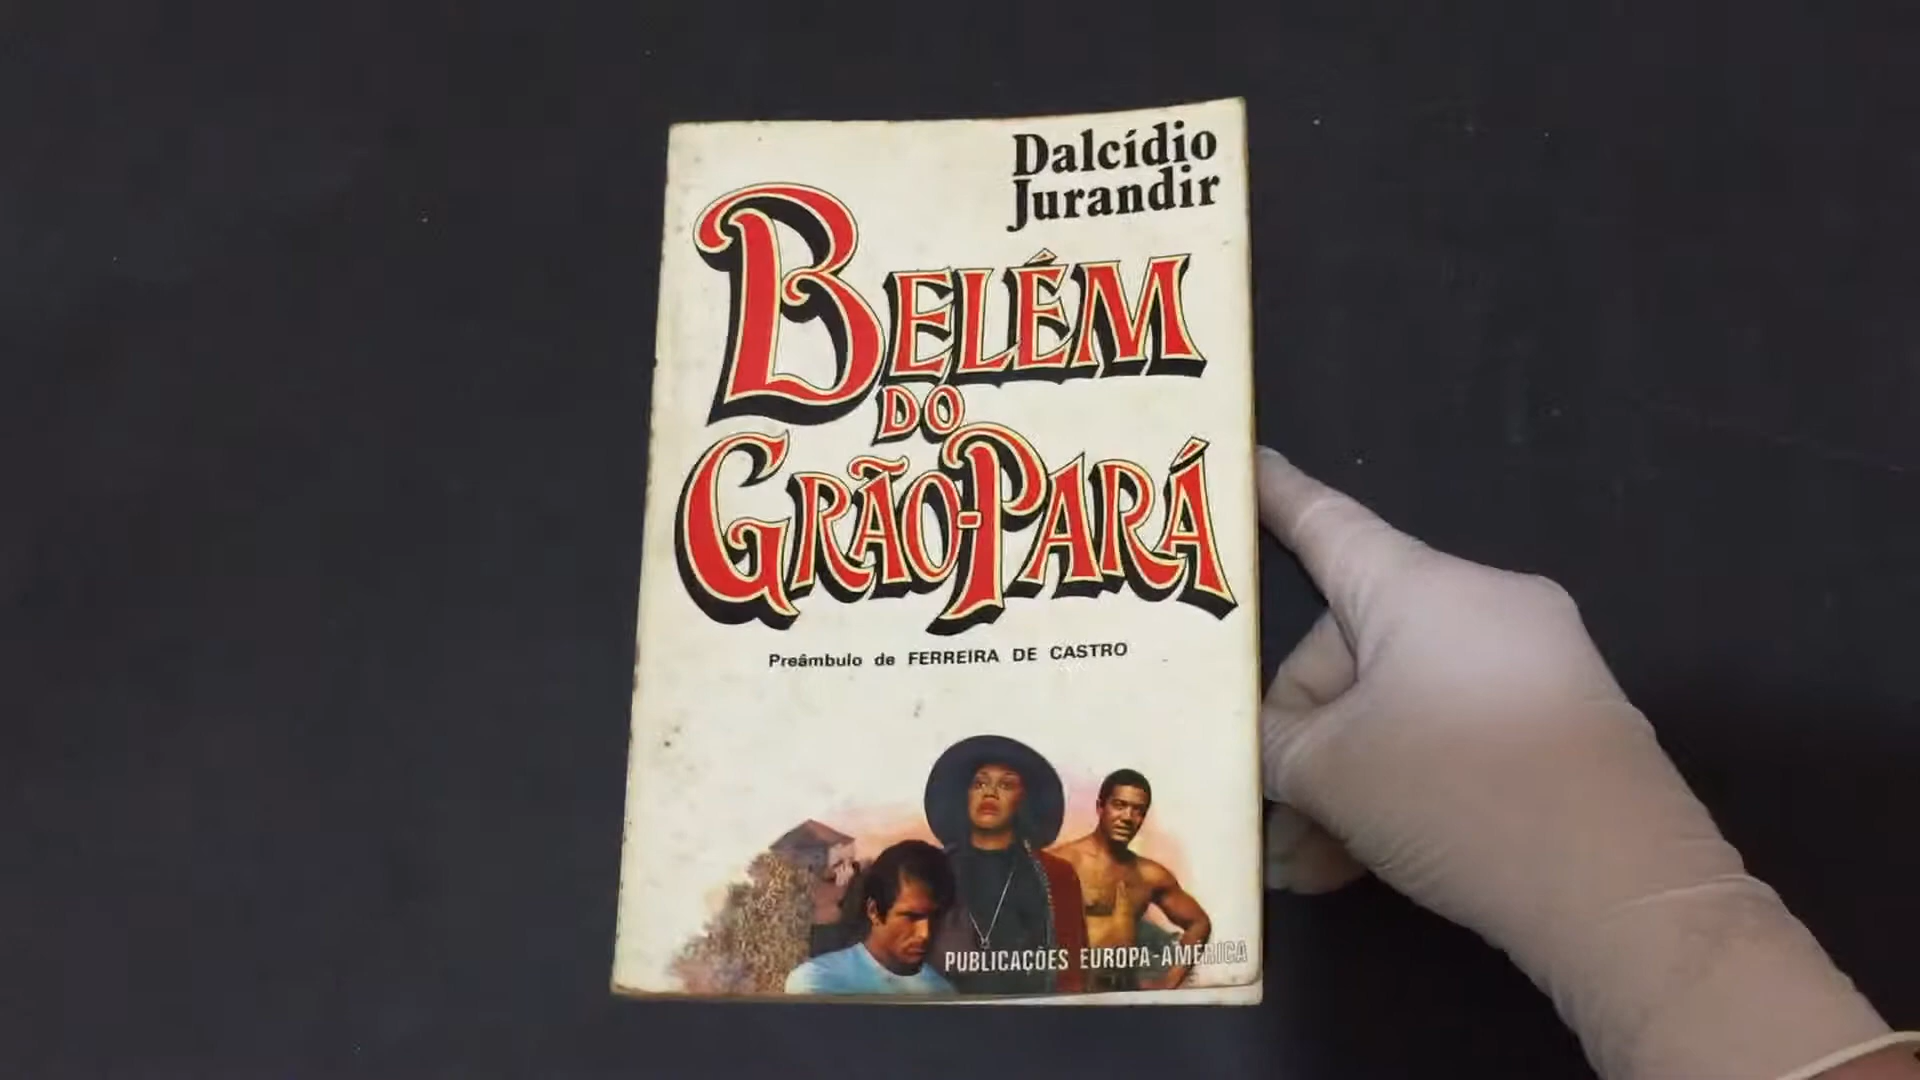 Dalcídio
Jurandir
BELÉM
DO
GRÃO-PARÁ
Preâmbulo de FERREIRA DE CASTRO
PUBLICAÇÕES EUROPA-AMÉRICA